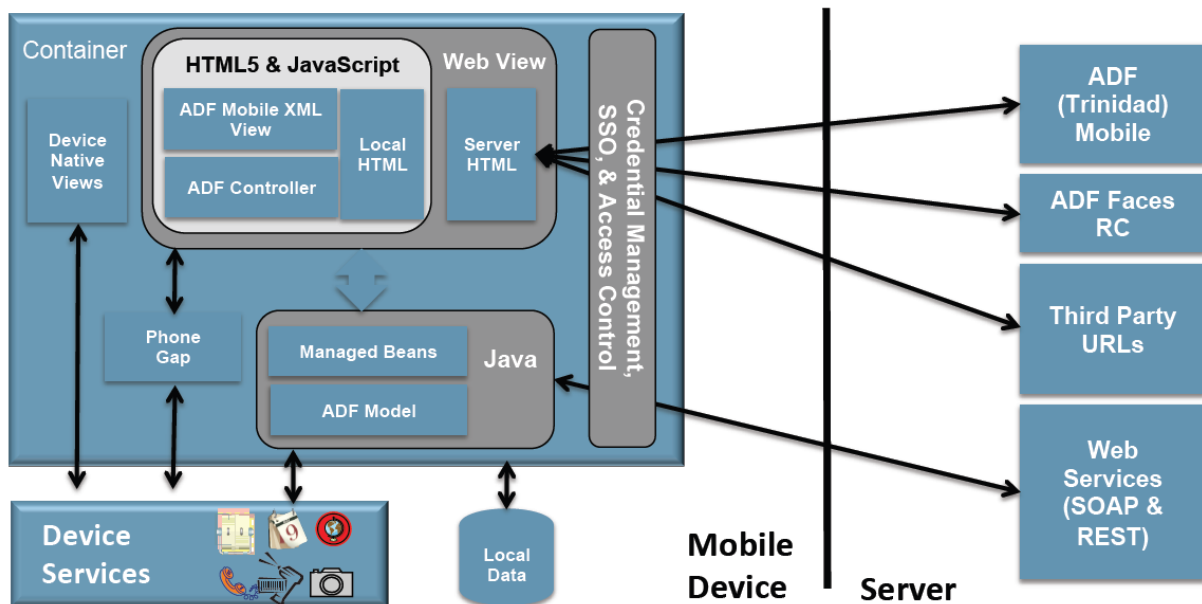 Container
HTML5 & JavaScript
Web View
ADF Mobile XML
View
ADF Controller
Local
HTML
Server
HTML
Device
Native
Views
Phone
Gap
Managed Beans
ADF Model
Java
Credential Management,
SSO, & Access Control
Device
Services
9
Local
Data
Mobile
Device
Server
ADF
(Trinidad)
Mobile
ADF Faces
RC
Third Party
URLs
Web
Services
(SOAP &
REST)